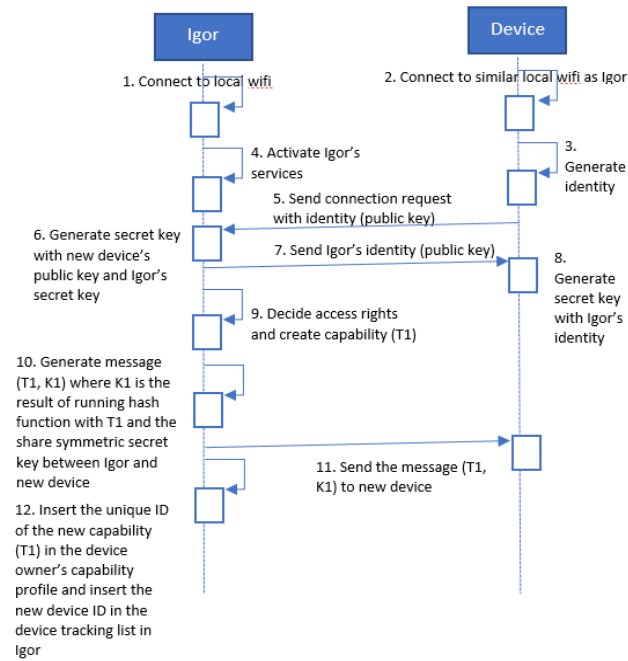 Igor
Device
1. Connect to local wifi
2. Connect to similar local wifi as Igor
3.
Generate
identity
4. Activate Igor's
services
5. Send connection request
with identity (public key)
6. Generate secret key
with new device's
public key and Igor's
secret key
7. Send Igor's identity (public key)
8.
Generate
secret key
with Igor's
identity
9. Decide access rights
and create capability (T1)
10. Generate message
(T1, K1) where K1 is the
result of running hash
function with T1 and the
share symmetric secret
key between Igor and
new device
11. Send the message (T1,
K1) to new device
12. Insert the unique ID
of the new capability
(T1) in the device
owner's capability
profile and insert the
new device ID in the
device tracking list in
Igor